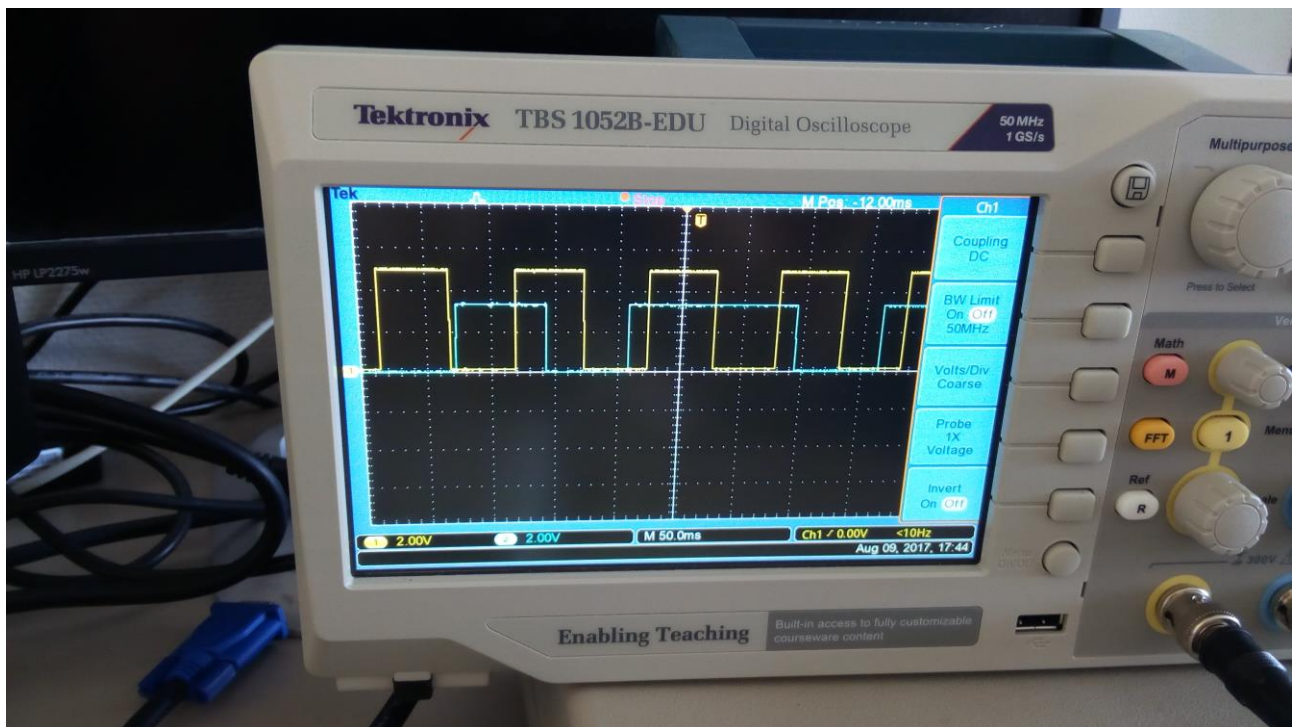 Tektronix TBS 1052B-EDU Digital Oscilloscope
50 MHz
1 GS/s
Multipurpose
Press to Select
HP LP2275w
Tek
Stop
M Pos: -12.00ms
T
Ch1
Coupling
DC
BW Limit
On Off
50MHz
Volts/Div
Coarse
Probe
1X
Voltage
Invert
On Off
1
1 2.00V
2 2.00V
M 50.0ms
Ch1 / 0.00V
<10Hz
Aug 09, 2017, 17:44
Math
M
FFT
1
Ref
R
Enabling Teaching
Built-in access to fully customizable
courseware content